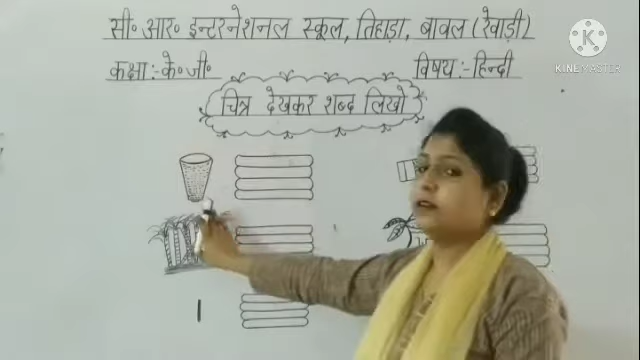 सी॰ आर॰ इन्टरनेशनल स्कूल, तिहाड़ा, बावल (रेवाड़ी)
कक्षा :- के॰ जी॰
विषय :- हिन्दी
चित्र देखकर शब्द लिखो
KINEMASTER